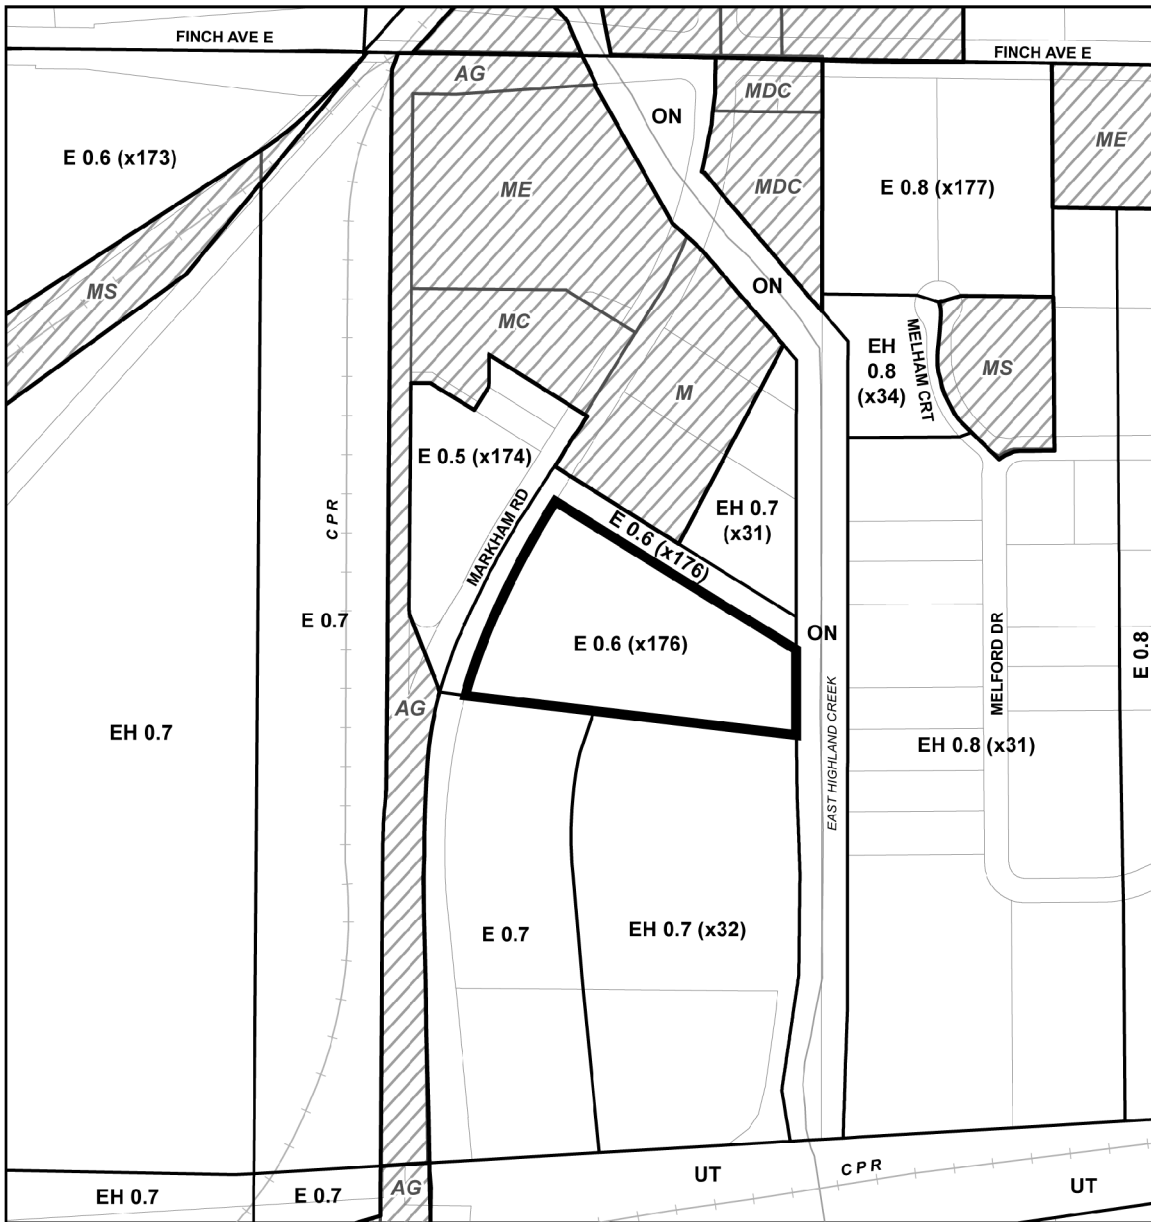 FINCH AVE E
FINCH AVE E
AG
MDC
ON
ME
E 0.6 (x173)
ME
MDC
E 0.8 (x177)
MS
ON
MC
MELHAM CRT
EH
0.8
(x34)
MS
M
E 0.5 (x174)
CPR
MARKHAM RD
EH 0.7
(x31)
E 0.6 (x176)
E 0.7
E 0.6 (x176)
ON
MELFORD DR
E 0.8
AG
EH 0.7
EAST HIGHLAND CREEK
EH 0.8 (x31)
E 0.7
EH 0.7 (x32)
UT
CPR
EH 0.7
E 0.7
AG
UT